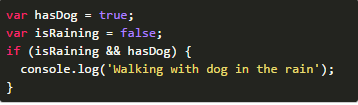 var hasDog = true;
var isRaining = false;
if (isRaining && hasDog) {
  console.log('Walking with dog in the rain');
}